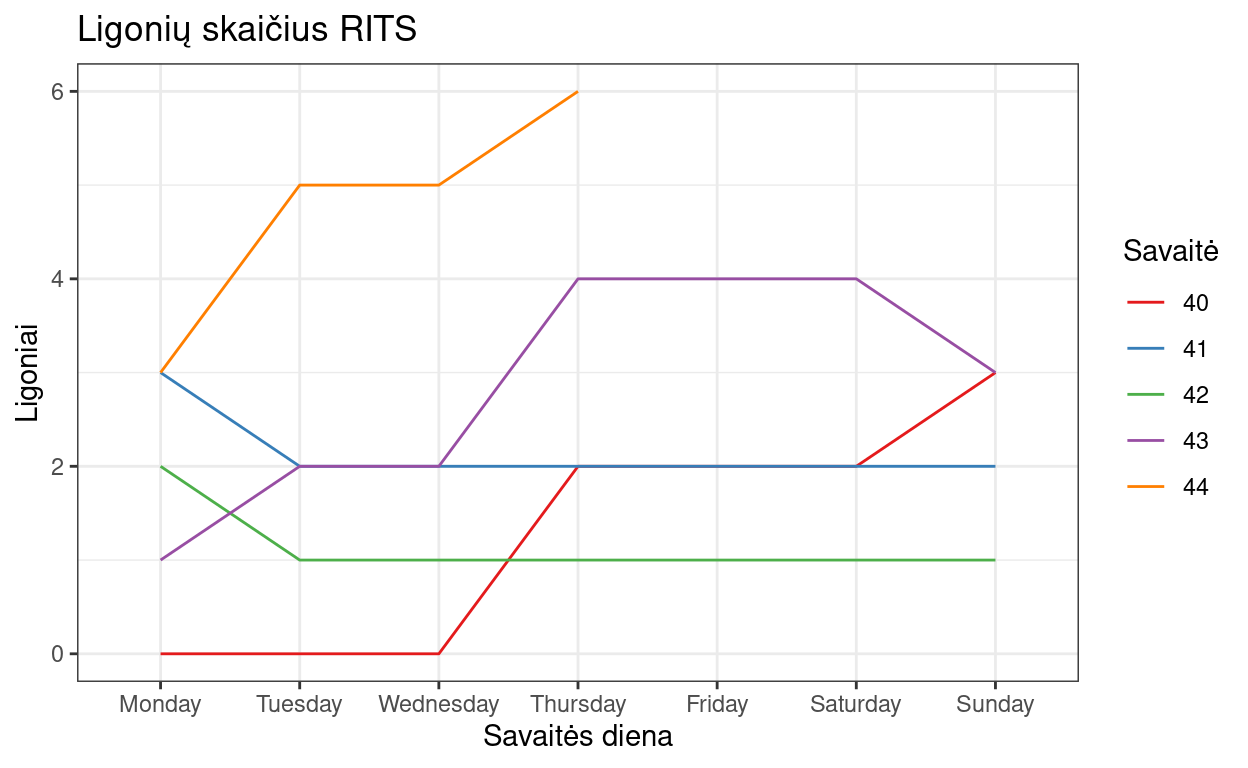 Ligonių skaičius RITS
6
4
2
0
Ligoniai
Monday Tuesday Wednesday Thursday Friday Saturday Sunday
Savaitės diena
Savaitė
40
41
42
43
44